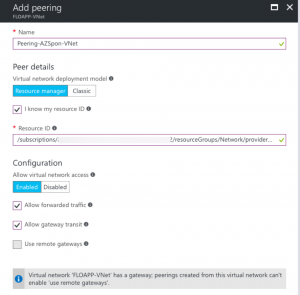 Add peering
FLOAPP-VNet
* Name
Peering-AZSpon-VNet
Peer details
Virtual network deployment model
Resource manager Classic
I know my resource ID
* Resource ID
/subscriptions/ /resourceGroups/Network/provider...
Configuration
Allow virtual network access
Enabled Disabled
Allow forwarded traffic
Allow gateway transit
Use remote gateways
Virtual network 'FLOAPP-VNet' has a gateway; peerings created from this virtual network can't
enable 'use remote gateways'.